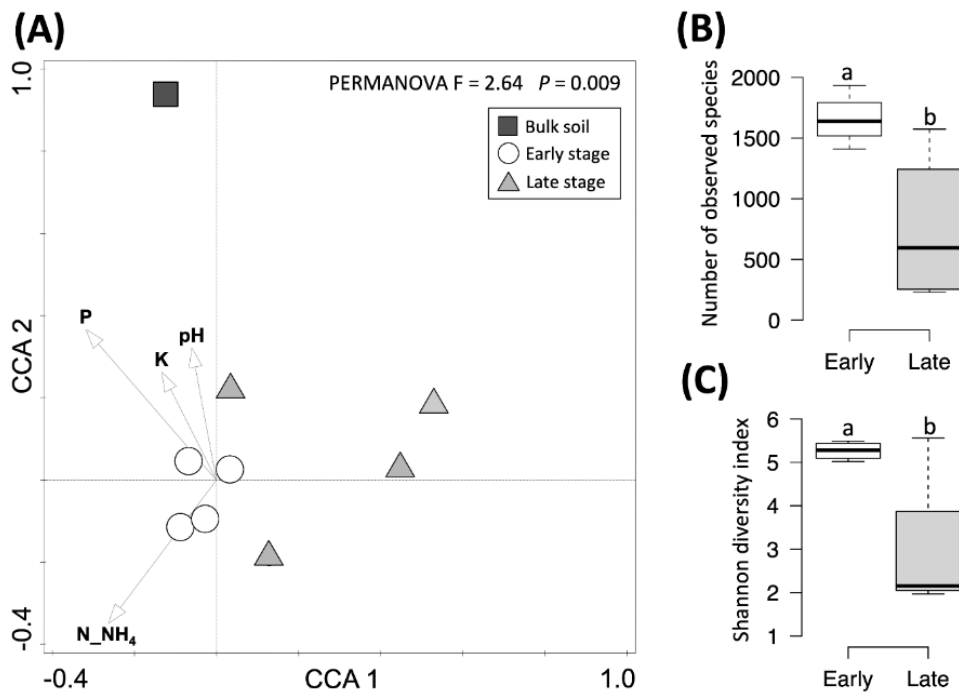 (A)
1.0
PERMANOVA F = 2.64 P = 0.009
Bulk soil
Early stage
Late stage
P
K
pH
CCA 2
N_NH₄
-0.4
-0.4
CCA 1
1.0
(B)
Number of observed species
2000
1500
1000
500
0
a
b
Early
Late
(C)
Shannon diversity index
6
5
4
3
2
1
a
b
Early
Late